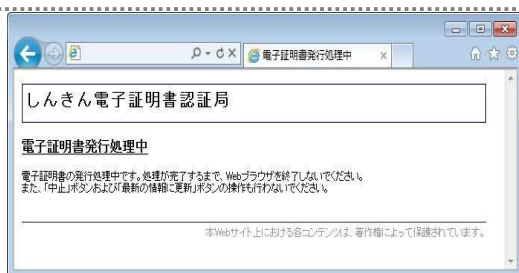 電子証明書発行処理中
しんきん電子証明書認証局
電子証明書発行処理中
電子証明書の発行処理中です。処理が完了するまで、Webブラウザを終了しないでください。
また、「中止」ボタンおよび「最新の情報に更新」ボタンの操作も行わないでください。
本Webサイト上における各コンテンツは、著作権によって保護されています。